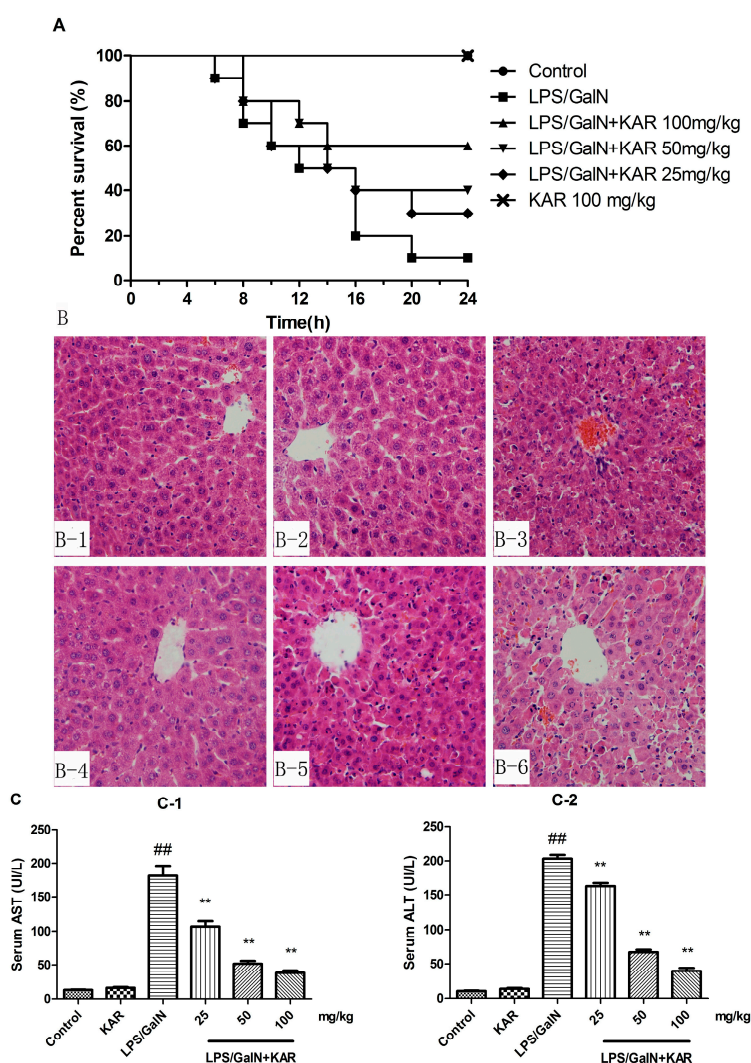 A
Percent survival (%)
100
80
60
40
20
0
0 4 8 12 16 20 24
Time(h)
Control
LPS/GalN
LPS/GalN+KAR 100mg/kg
LPS/GalN+KAR 50mg/kg
LPS/GalN+KAR 25mg/kg
KAR 100 mg/kg
B
B-1 B-2 B-3
B-4 B-5 B-6
C
C-1
Serum AST (UI/L)
250
200
150
100
50
0
##
**
**
**
Control KAR LPS/GalN 25 50 100 mg/kg
LPS/GalN+KAR
C-2
Serum ALT (UI/L)
250
200
150
100
50
0
##
**
**
**
Control KAR LPS/GalN 25 50 100 mg/kg
LPS/GalN+KAR